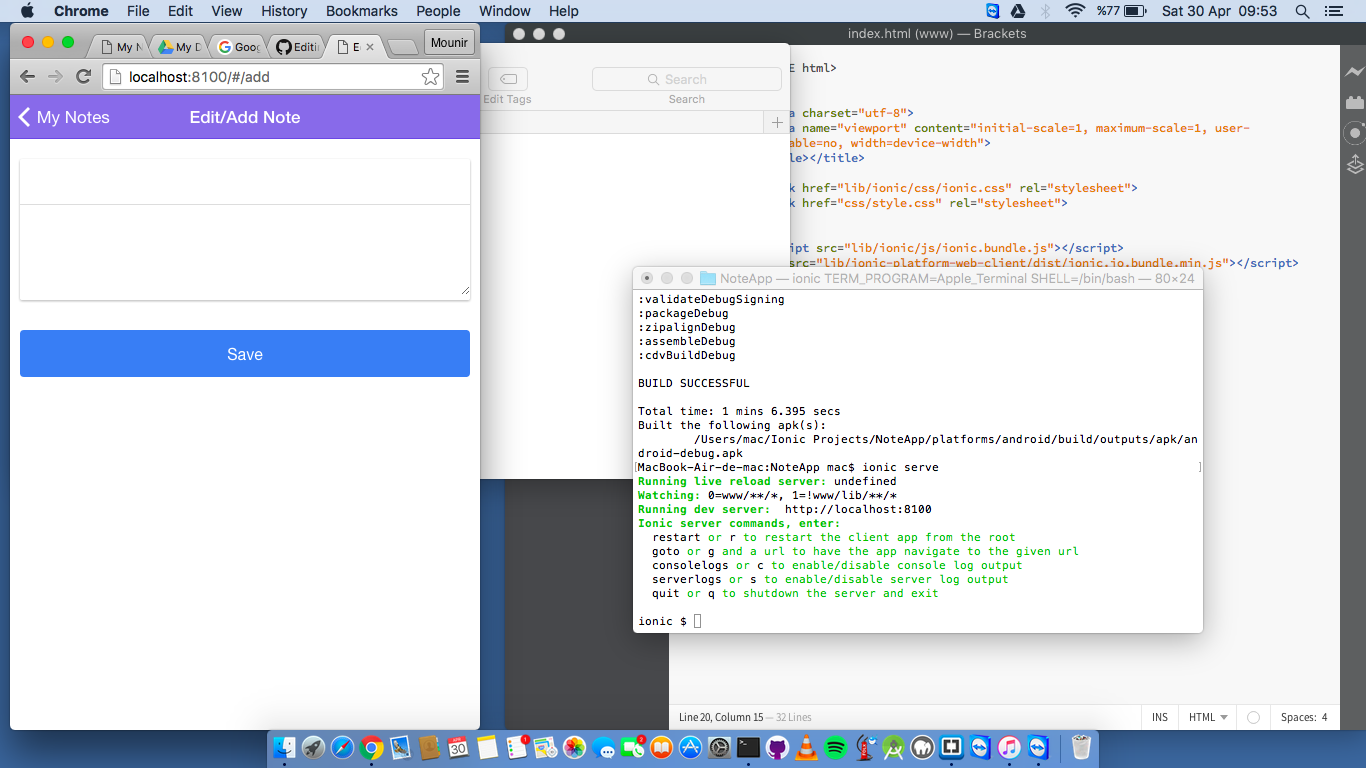 Chrome File Edit View History Bookmarks People Window Help %77 Sat 30 Apr 09:53
My N My D Goo Editi E Mounir
localhost:8100/#/add
My Notes Edit/Add Note
Save
Edit Tags
Search
Search
index.html (www) — Brackets
E html>
a charset="utf-8">
a name="viewport" content="initial-scale=1, maximum-scale=1, user-
able=no, width=device-width">
le></title>
k href="lib/ionic/css/ionic.css" rel="stylesheet">
k href="css/style.css" rel="stylesheet">
ipt src="lib/ionic/js/ionic.bundle.js"></script>
src="lib/ionic-platform-web-client/dist/ionic.io.bundle.min.js"></script>
NoteApp — ionic TERM_PROGRAM=Apple_Terminal SHELL=/bin/bash — 80×24
:validateDebugSigning
:packageDebug
:zipalignDebug
:assembleDebug
:cdvBuildDebug
BUILD SUCCESSFUL
Total time: 1 mins 6.395 secs
Built the following apk(s):
/Users/mac/Ionic Projects/NoteApp/platforms/android/build/outputs/apk/an
droid-debug.apk
[MacBook-Air-de-mac:NoteApp mac$ ionic serve ]
Running live reload server: undefined
Watching: 0=www/**/*, 1=!www/lib/**/*
Running dev server: http://localhost:8100
Ionic server commands, enter:
restart or r to restart the client app from the root
goto or g and a url to have the app navigate to the given url
consolelogs or c to enable/disable console log output
serverlogs or s to enable/disable server log output
quit or q to shutdown the server and exit
ionic $
Line 20, Column 15 — 32 Lines INS HTML Spaces: 4
30